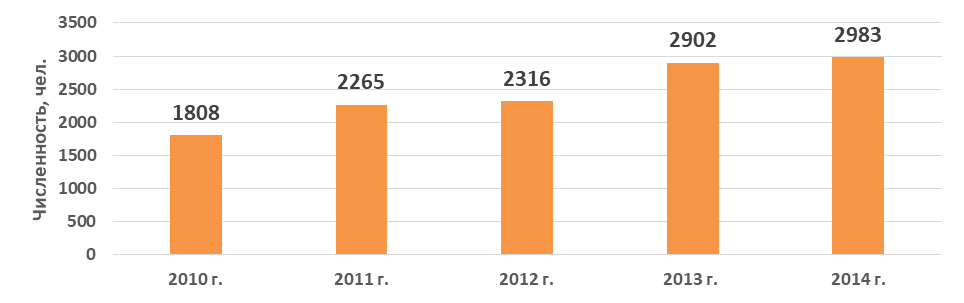 Численность, чел.
3500
3000
2500
2000
1500
1000
500
0
1808
2265
2316
2902
2983
2010 г.
2011 г.
2012 г.
2013 г.
2014 г.